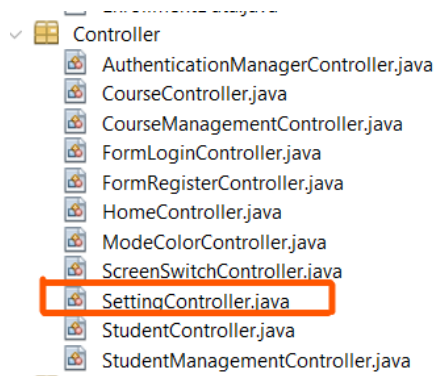 Controller
AuthenticationManagerController.java
CourseController.java
CourseManagementController.java
FormLoginController.java
FormRegisterController.java
HomeController.java
ModeColorController.java
ScreenSwitchController.java
SettingController.java
StudentController.java
StudentManagementController.java